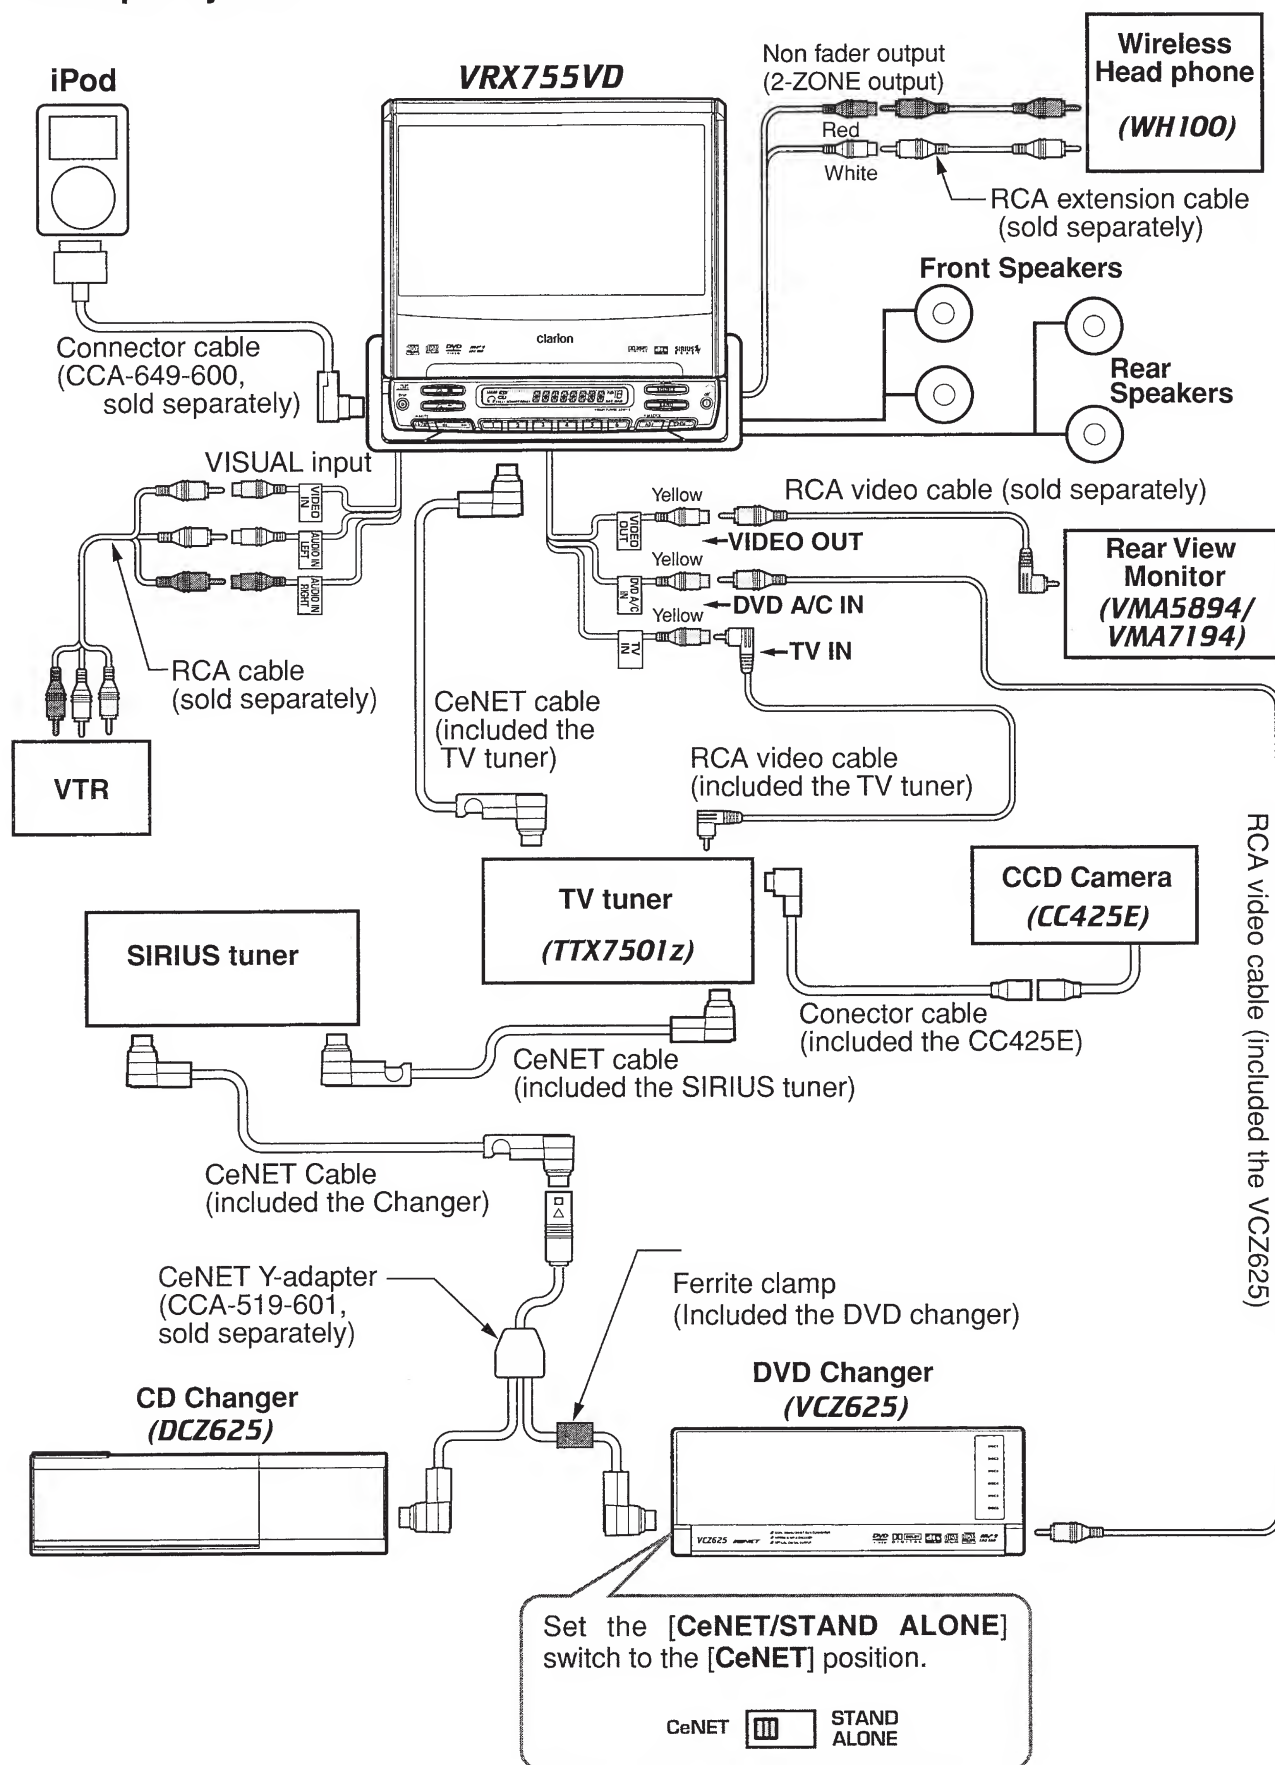 iPod
VRX755VD
Non fader output
(2-ZONE output)
Red
White
Wireless
Head phone
(WH100)
RCA extension cable
(sold separately)
Front Speakers
Rear
Speakers
clarion
Connector cable
(CCA-649-600,
sold separately)
VISUAL input
VIDEO
IN
AUDIO IN
LEFT
AUDIO IN
RIGHT
RCA cable
(sold separately)
VTR
Yellow
VIDEO
OUT
VIDEO OUT
RCA video cable (sold separately)
Rear View
Monitor
(VMA5894/
VMA7194)
Yellow
DVD A/C
IN
DVD A/C IN
Yellow
TV
IN
TV IN
CeNET cable
(included the
TV tuner)
RCA video cable
(included the TV tuner)
RCA video cable (included the VCZ625)
TV tuner
(TTX7501z)
CCD Camera
(CC425E)
SIRIUS tuner
Conector cable
(included the CC425E)
CeNET cable
(included the SIRIUS tuner)
CeNET Cable
(included the Changer)
CeNET Y-adapter
(CCA-519-601,
sold separately)
Ferrite clamp
(Included the DVD changer)
CD Changer
(DCZ625)
DVD Changer
(VCZ625)
VCZ625
Set the [CeNET/STAND ALONE]
switch to the [CeNET] position.
CeNET
STAND
ALONE